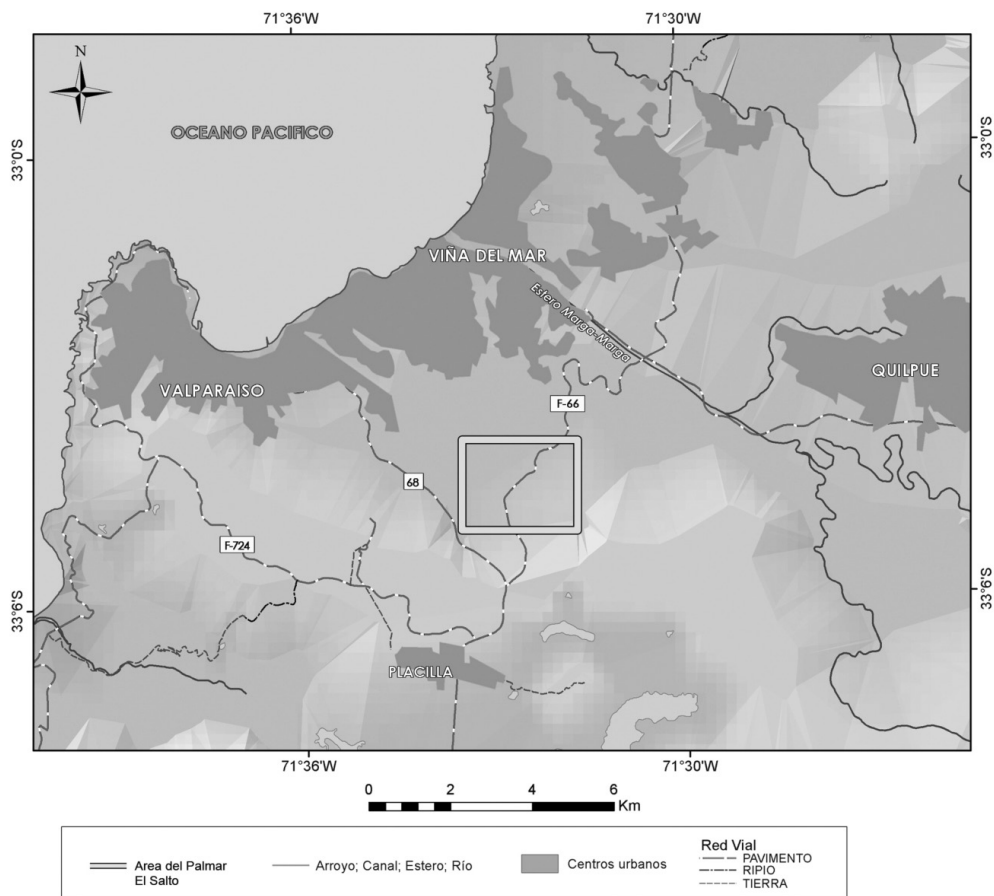 71°36'W 71°30'W
N
OCEANO PACIFICO
33°0'S 33°0'S
VIÑA DEL MAR
Estero Marga-Marga
QUILPUE
VALPARAISO
F-66
68
F-724
33°6'S 33°6'S
PLACILLA
71°36'W 71°30'W
0 2 4 6
Km
Area del Palmar
El Salto
Arroyo; Canal; Estero; Río
Centros urbanos
Red Vial
PAVIMENTO
RIPIO
TIERRA